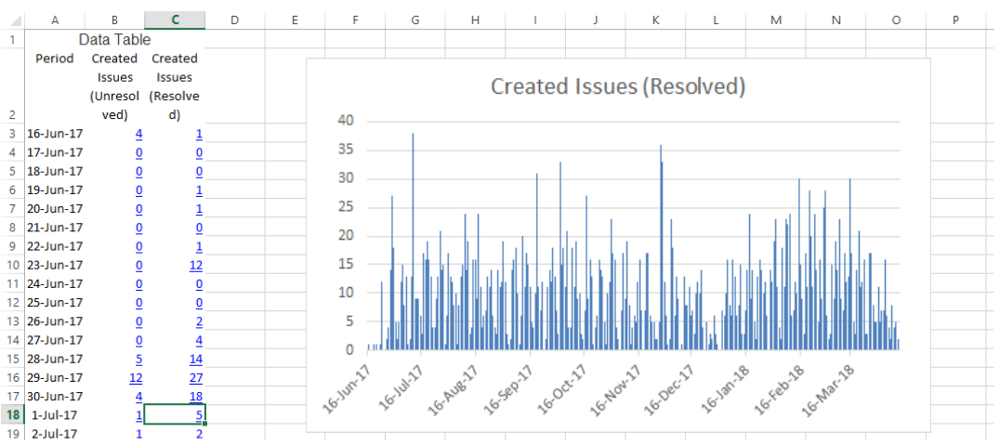 A B C D E F G H I J K L M N O P
1 Data Table
Period Created Created
Issues Issues
(Unresol (Resolve
2 ved) d)
3 16-Jun-17 4 1
4 17-Jun-17 0 0
5 18-Jun-17 0 0
6 19-Jun-17 0 1
7 20-Jun-17 0 1
8 21-Jun-17 0 0
9 22-Jun-17 0 1
10 23-Jun-17 0 12
11 24-Jun-17 0 0
12 25-Jun-17 0 0
13 26-Jun-17 0 2
14 27-Jun-17 0 4
15 28-Jun-17 5 14
16 29-Jun-17 12 27
17 30-Jun-17 4 18
18 1-Jul-17 1 5
19 2-Jul-17 1 2
Created Issues (Resolved)
40
35
30
25
20
15
10
5
0
16-Jun-17 16-Jul-17 16-Aug-17 16-Sep-17 16-Oct-17 16-Nov-17 16-Dec-17 16-Jan-18 16-Feb-18 16-Mar-18